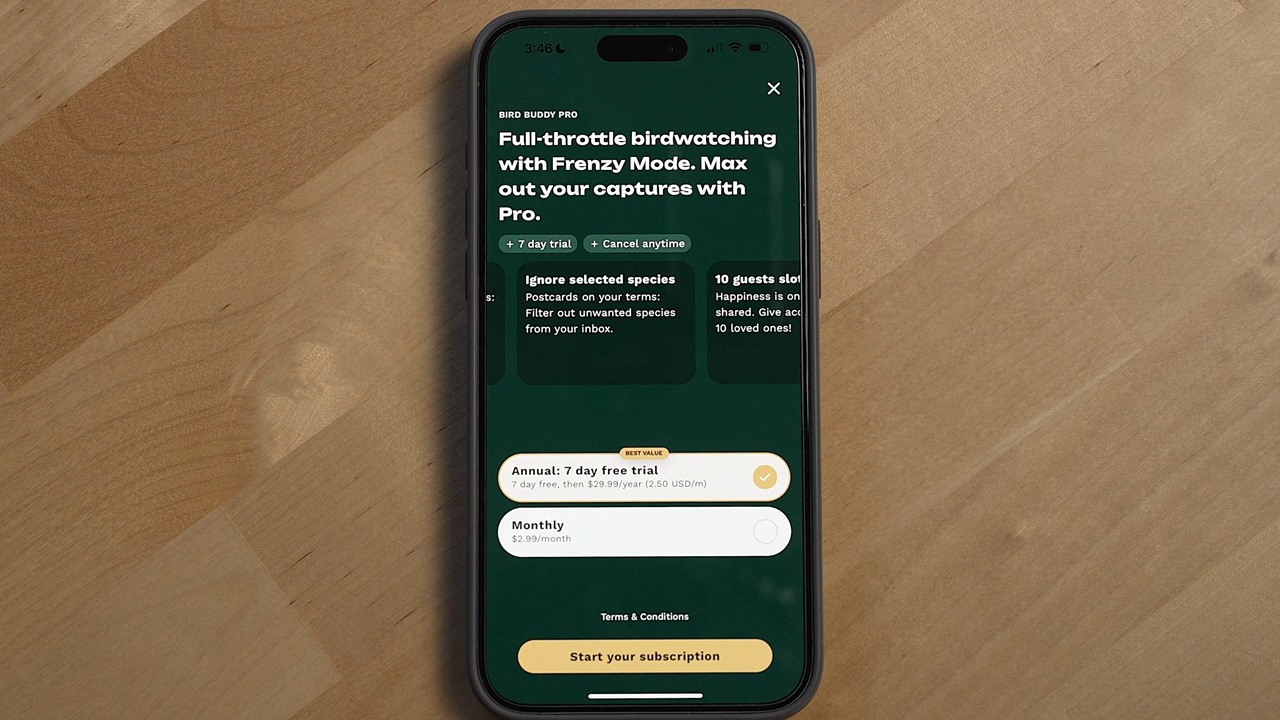 3:46
BIRD BUDDY PRO
Full-throttle birdwatching
with Frenzy Mode. Max
out your captures with
Pro.
+ 7 day trial
+ Cancel anytime
s:
Ignore selected species
Postcards on your terms:
Filter out unwanted species
from your inbox.
10 guests slot
Happiness is on
shared. Give acc
10 loved ones!
BEST VALUE
Annual: 7 day free trial
7 day free, then $29.99/year (2.50 USD/m)
Monthly
$2.99/month
Terms & Conditions
Start your subscription